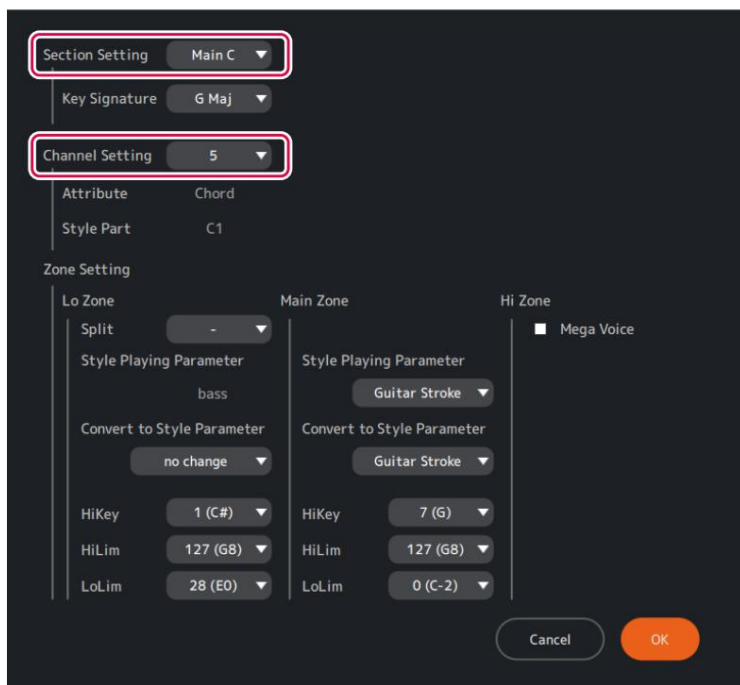 Section Setting Main C
Key Signature G Maj
Channel Setting 5
Attribute Chord
Style Part C1
Zone Setting
Lo Zone Main Zone Hi Zone
Split - Mega Voice
Style Playing Parameter Style Playing Parameter
bass Guitar Stroke
Convert to Style Parameter Convert to Style Parameter
no change Guitar Stroke
HiKey 1 (C#) HiKey 7 (G)
HiLim 127 (G8) HiLim 127 (G8)
LoLim 28 (E0) LoLim 0 (C-2)
Cancel OK